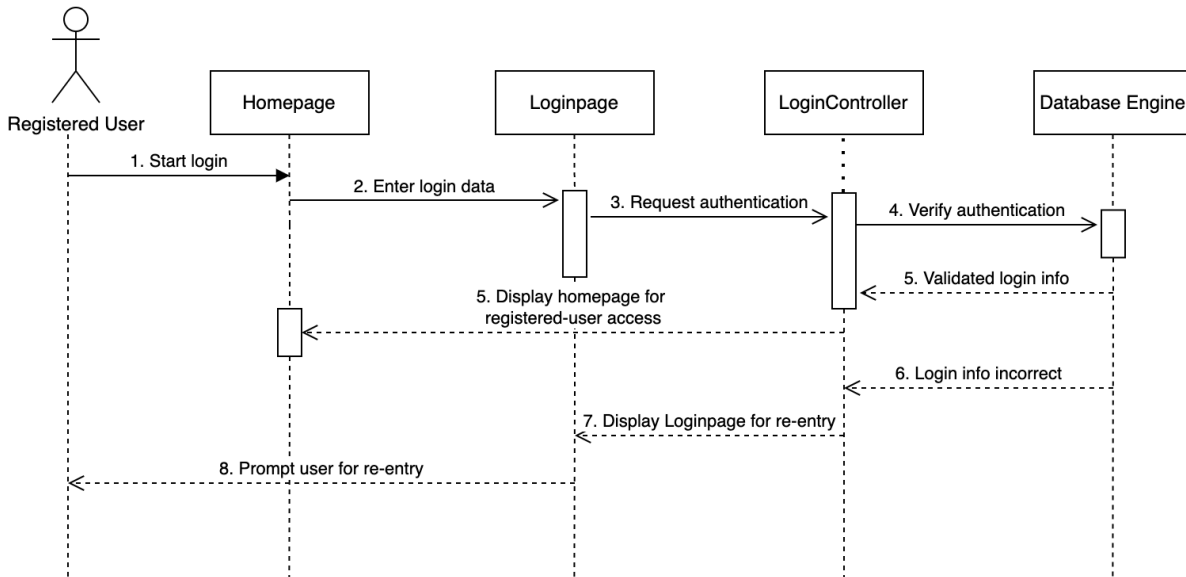 Registered User
Homepage
Loginpage
LoginController
Database Engine
1. Start login
2. Enter login data
3. Request authentication
4. Verify authentication
5. Validated login info
5. Display homepage for
registered-user access
6. Login info incorrect
7. Display Loginpage for re-entry
8. Prompt user for re-entry